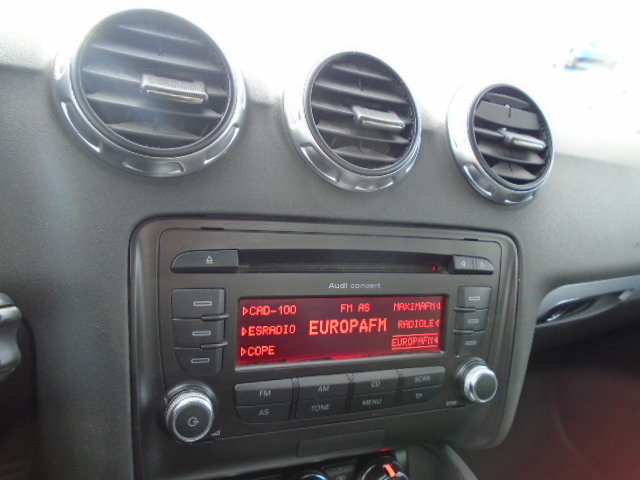 Audi concert
CAD-100 FM AS MAXIMAFM
ESRADIO EUROPAFM RADIOLE
COPE EUROPAFM
FM AM CD SCAN
AS TONE MENU TP